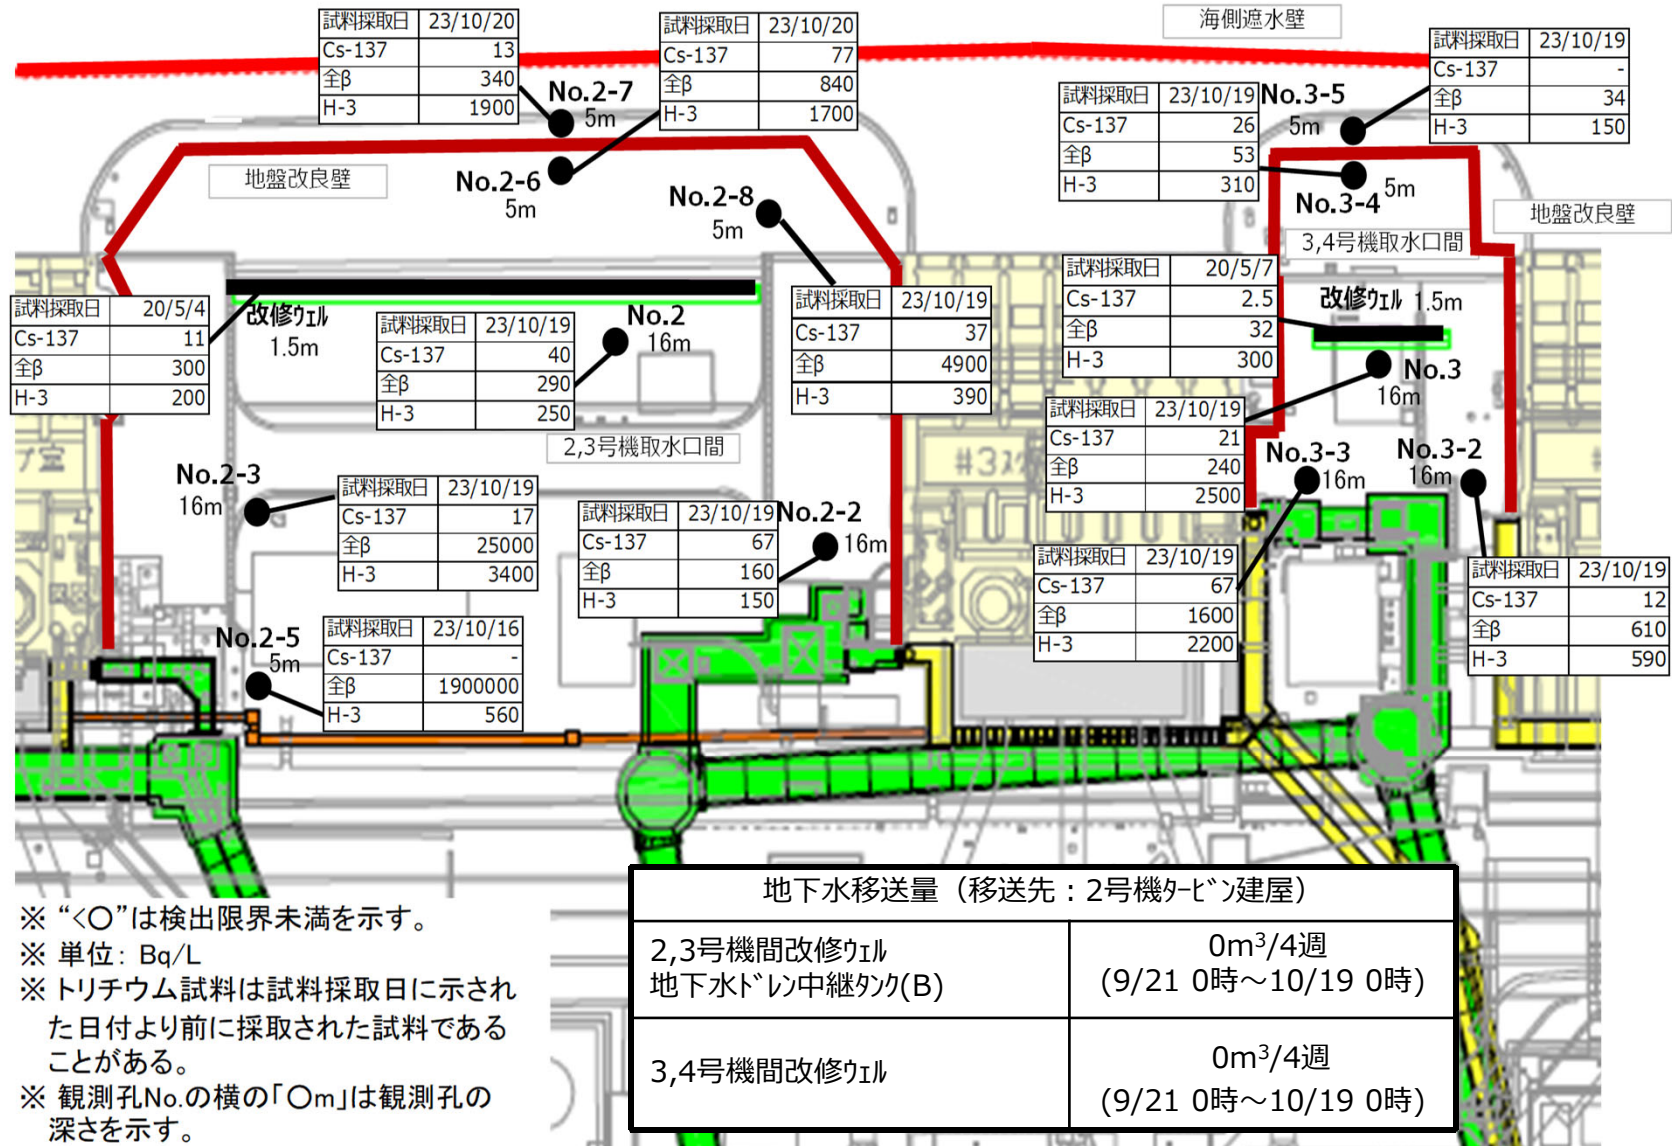 海側遮水壁
試料採取日 23/10/20
Cs-137 13
全β 340
H-3 1900
No.2-7
5m
試料採取日 23/10/20
Cs-137 77
全β 840
H-3 1700
No.2-6
5m
地盤改良壁
No.2-8
5m
試料採取日 23/10/19
Cs-137 37
全β 4900
H-3 390
試料採取日 23/10/19
Cs-137 26
全β 53
H-3 310
No.3-5
5m
試料採取日 23/10/19
Cs-137 -
全β 34
H-3 150
No.3-4
5m
地盤改良壁
3,4号機取水口間
試料採取日 20/5/4
Cs-137 11
全β 300
H-3 200
改修ｳｪﾙ
1.5m
試料採取日 23/10/19
Cs-137 40
全β 290
H-3 250
No.2
16m
試料採取日 20/5/7
Cs-137 2.5
全β 32
H-3 300
改修ｳｪﾙ 1.5m
No.3
16m
試料採取日 23/10/19
Cs-137 21
全β 240
H-3 2500
2,3号機取水口間
No.2-3
16m
試料採取日 23/10/19
Cs-137 17
全β 25000
H-3 3400
試料採取日 23/10/19
Cs-137 67
全β 160
H-3 150
No.2-2
16m
#3ｽｸ
No.3-3
16m
試料採取日 23/10/19
Cs-137 67
全β 1600
H-3 2200
No.3-2
16m
試料採取日 23/10/19
Cs-137 12
全β 610
H-3 590
プ室
No.2-5
5m
試料採取日 23/10/16
Cs-137 -
全β 1900000
H-3 560
※ “<〇”は検出限界未満を示す。
※ 単位: Bq/L
※ トリチウム試料は試料採取日に示され
た日付より前に採取された試料である
ことがある。
※ 観測孔No.の横の「〇m」は観測孔の
深さを示す。
地下水移送量（移送先：2号機ﾀｰﾋﾞﾝ建屋）
2,3号機間改修ｳｪﾙ
地下水ﾄﾞﾚﾝ中継ﾀﾝｸ(B)
0m³/4週
(9/21 0時～10/19 0時)
3,4号機間改修ｳｪﾙ
0m³/4週
(9/21 0時～10/19 0時)